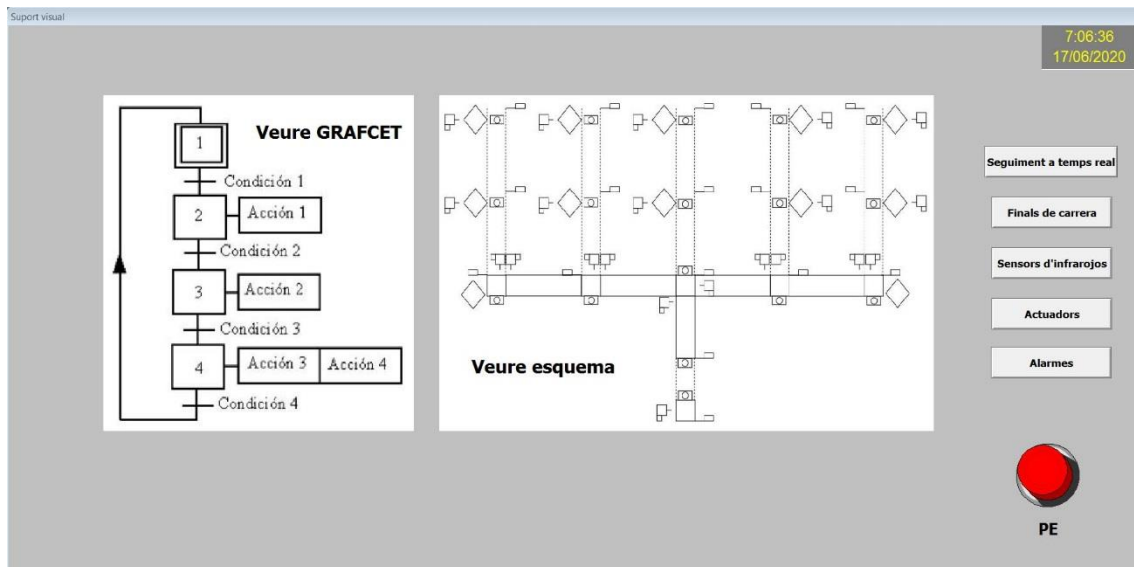 Suport visual
7:06:36
17/06/2020
Veure GRAFCET
1
Condición 1
2
Acción 1
Condición 2
3
Acción 2
Condición 3
4
Acción 3
Acción 4
Condición 4
Veure esquema
Seguiment a temps real
Finals de carrera
Sensors d'infrarojos
Actuadors
Alarmes
PE